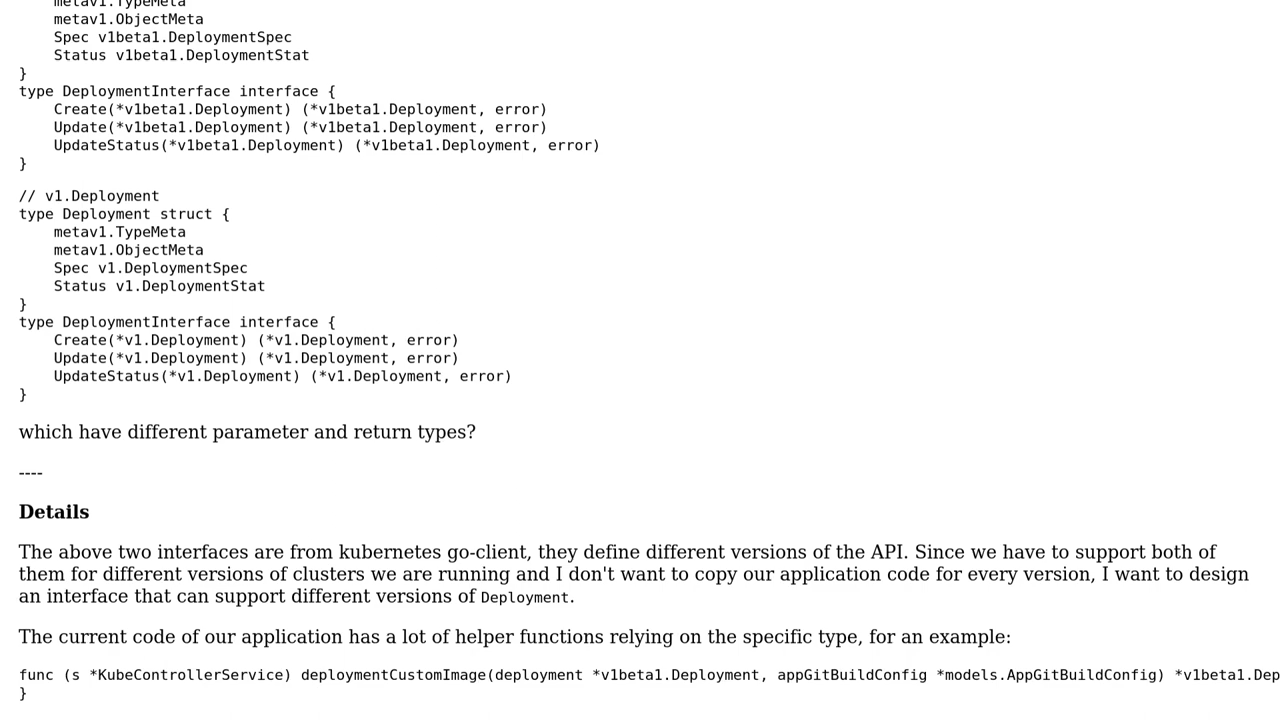 metav1.TypeMeta
    metav1.ObjectMeta
    Spec v1beta1.DeploymentSpec
    Status v1beta1.DeploymentStat
}
type DeploymentInterface interface {
    Create(*v1beta1.Deployment) (*v1beta1.Deployment, error)
    Update(*v1beta1.Deployment) (*v1beta1.Deployment, error)
    UpdateStatus(*v1beta1.Deployment) (*v1beta1.Deployment, error)
}
// v1.Deployment
type Deployment struct {
    metav1.TypeMeta
    metav1.ObjectMeta
    Spec v1.DeploymentSpec
    Status v1.DeploymentStat
}
type DeploymentInterface interface {
    Create(*v1.Deployment) (*v1.Deployment, error)
    Update(*v1.Deployment) (*v1.Deployment, error)
    UpdateStatus(*v1.Deployment) (*v1.Deployment, error)
}
which have different parameter and return types?
----
Details
The above two interfaces are from kubernetes go-client, they define different versions of the API. Since we have to support both of
them for different versions of clusters we are running and I don't want to copy our application code for every version, I want to design
an interface that can support different versions of Deployment.
The current code of our application has a lot of helper functions relying on the specific type, for an example:
func (s *KubeControllerService) deploymentCustomImage(deployment *v1beta1.Deployment, appGitBuildConfig *models.AppGitBuildConfig) *v1beta1.Dep
}